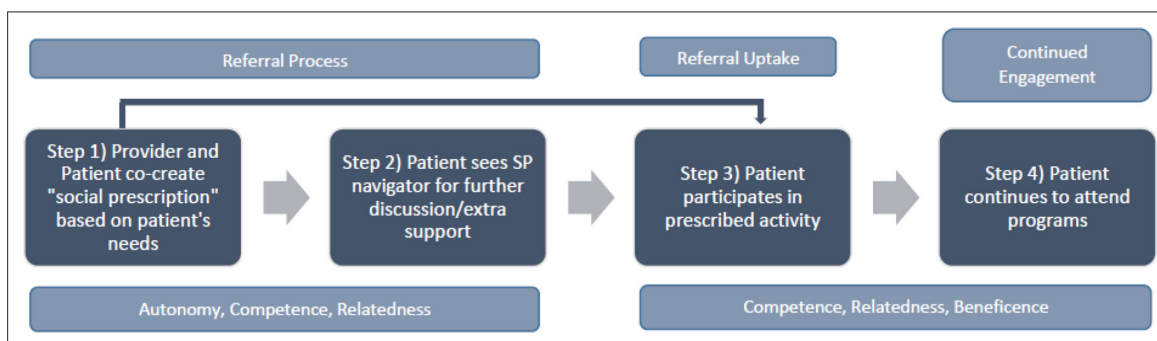 Referral Process
Referral Uptake
Continued
Engagement
Step 1) Provider and
Patient co-create
"social prescription"
based on patient's
needs
Step 2) Patient sees SP
navigator for further
discussion/extra
support
Step 3) Patient
participates in
prescribed activity
Step 4) Patient
continues to attend
programs
Autonomy, Competence, Relatedness
Competence, Relatedness, Beneficence